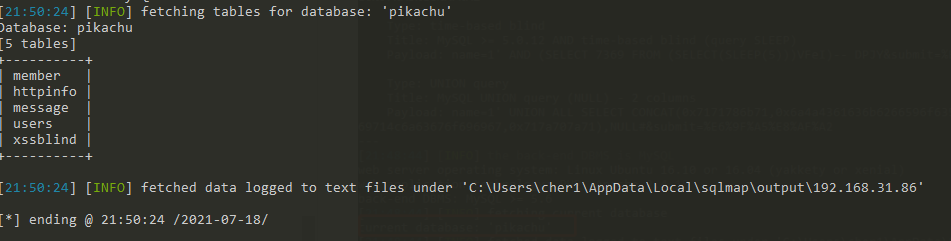 [21:50:24] [INFO] fetching tables for database: 'pikachu'
Database: pikachu
[5 tables]
+----------+
| member   |
| httpinfo |
| message  |
| users    |
| xssblind |
+----------+
[21:50:24] [INFO] fetched data logged to text files under 'C:\Users\cher1\AppData\Local\sqlmap\output\192.168.31.86'
[*] ending @ 21:50:24 /2021-07-18/